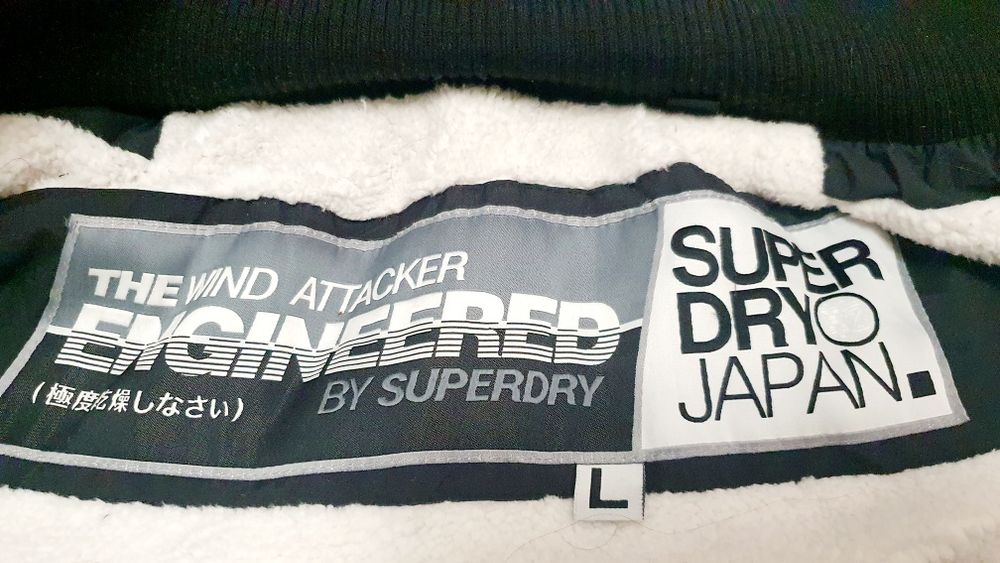 THE WIND ATTACKER
ENGINEERED
BY SUPERDRY
(極度乾燥しなさい)
SUPER
DRY
JAPAN.
L